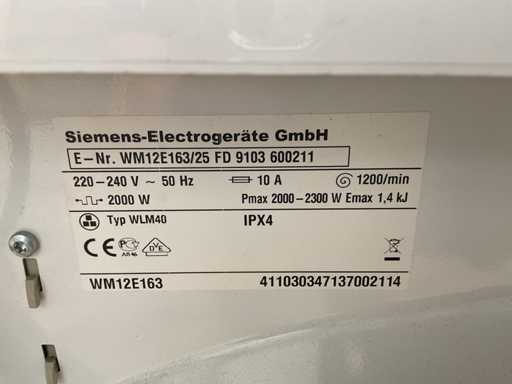 Siemens-Electrogeräte GmbH
E-Nr. WM12E163/25 FD 9103 600211
220-240 V ~ 50 Hz 10 A 1200/min
2000 W Pmax 2000-2300 W Emax 1,4 kJ
Typ WLM40 IPX4
CE
WM12E163 411030347137002114